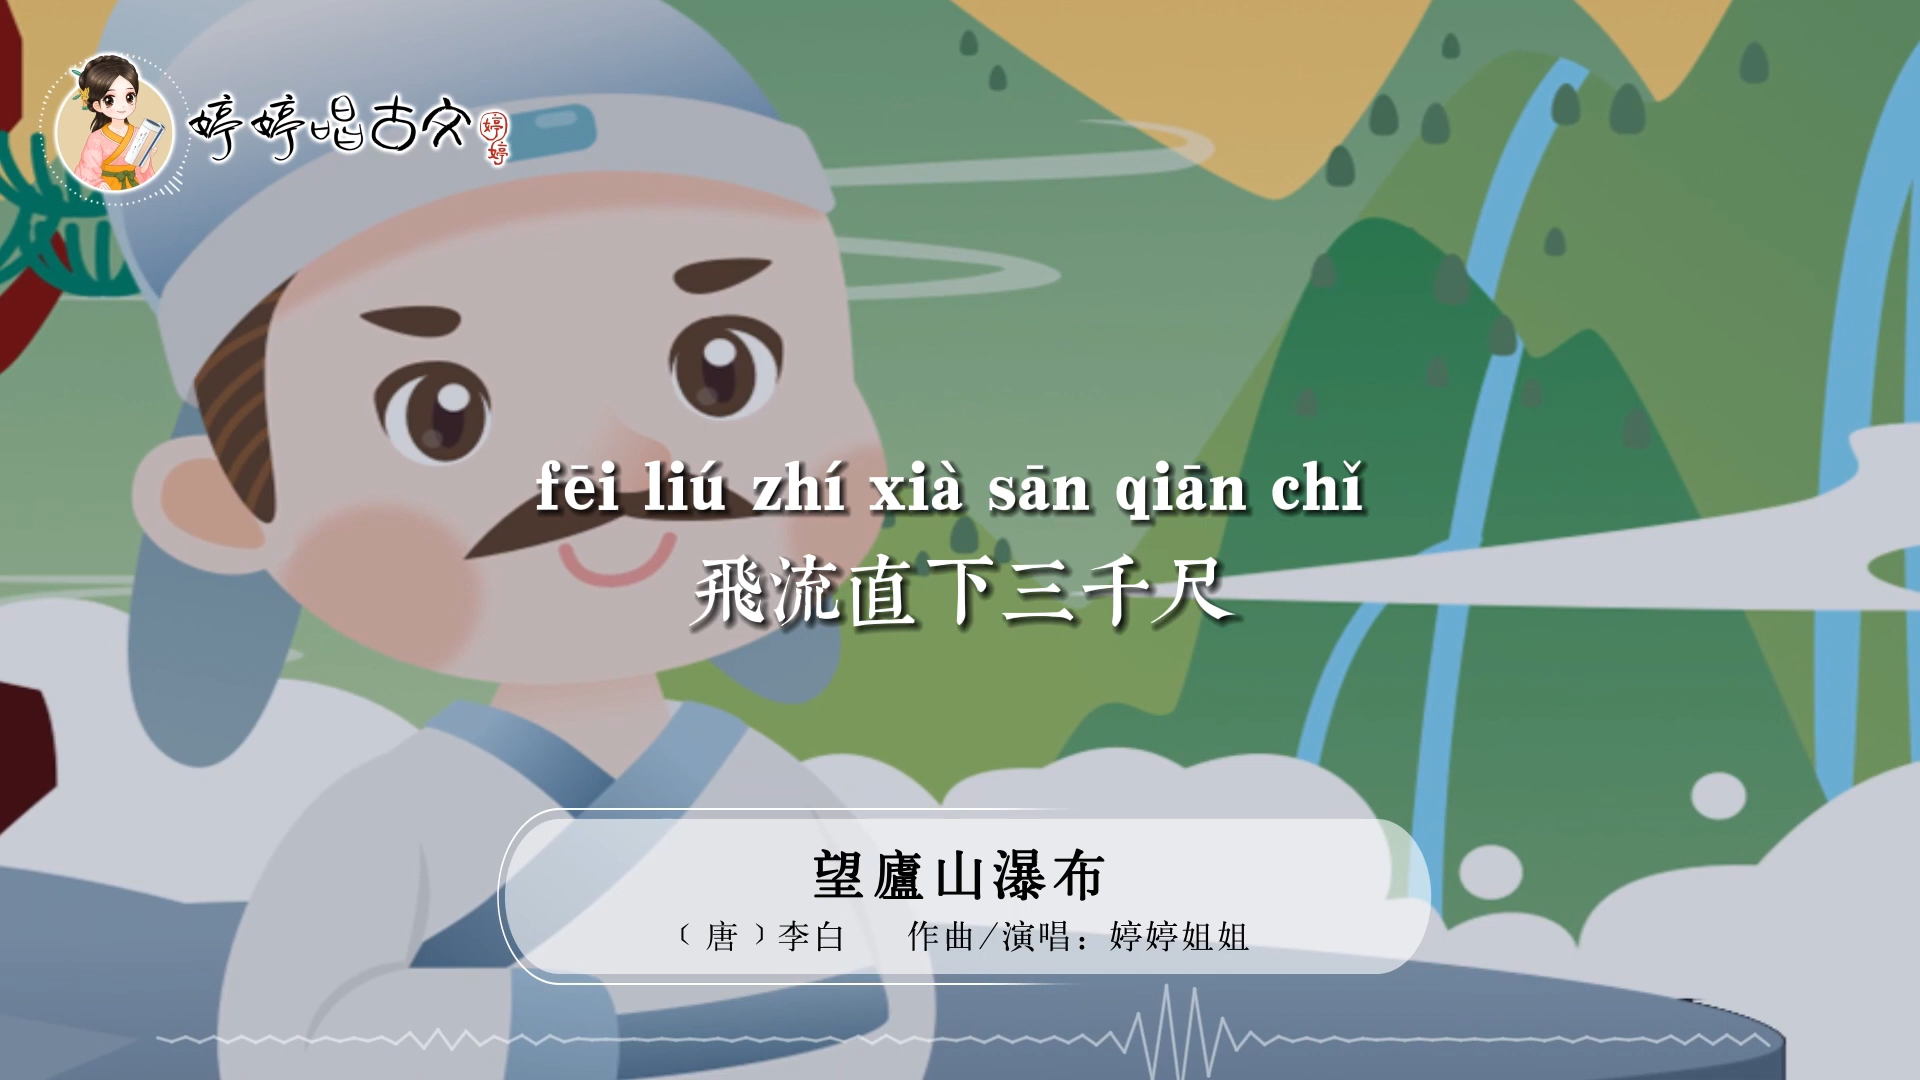 婷婷唱古文
婷婷
fēi liú zhí xià sān qiān chǐ
飛流直下三千尺
望廬山瀑布
﹝唐﹞李白 作曲/演唱：婷婷姐姐